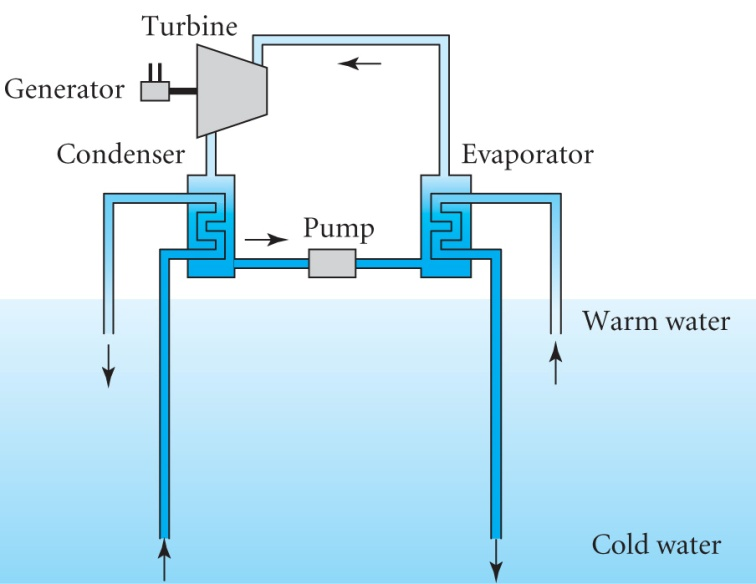 Turbine
Generator
Condenser
Evaporator
Pump
Warm water
Cold water